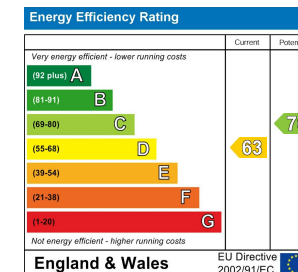 Energy Efficiency Rating
Current
Very energy efficient - lower running costs
(92 plus) A
(81-91) B
(69-80) C
(55-68) D 63
(39-54) E
(21-38) F
(1-20) G
Not energy efficient - higher running costs
England & Wales
EU Directive
2002/91/EC